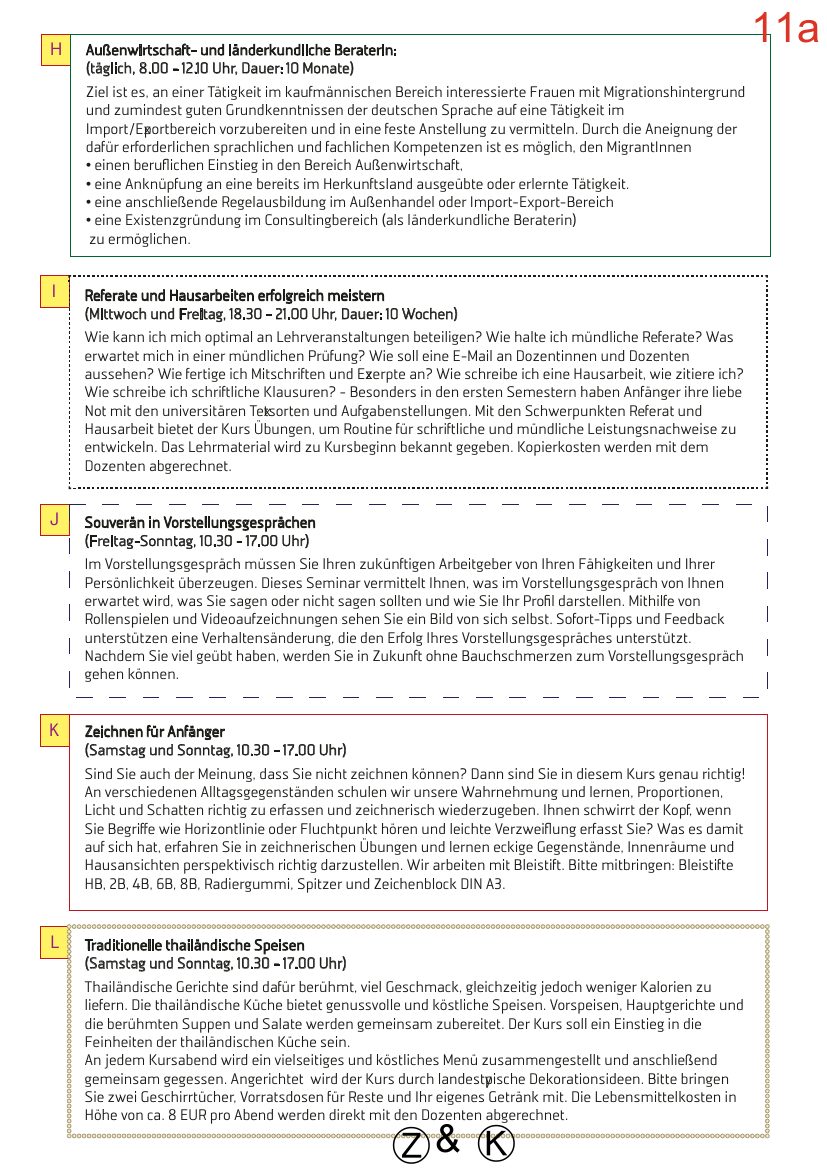 11a
H
Außenwirtschaft- und länderkundliche BeraterIn:
(täglich, 8.00 – 12.10 Uhr, Dauer: 10 Monate)
Ziel ist es, an einer Tätigkeit im kaufmännischen Bereich interessierte Frauen mit Migrationshintergrund
und zumindest guten Grundkenntnissen der deutschen Sprache auf eine Tätigkeit im
Import/Exportbereich vorzubereiten und in eine feste Anstellung zu vermitteln. Durch die Aneignung der
dafür erforderlichen sprachlichen und fachlichen Kompetenzen ist es möglich, den MigrantInnen
• einen beruflichen Einstieg in den Bereich Außenwirtschaft,
• eine Anknüpfung an eine bereits im Herkunftsland ausgeübte oder erlernte Tätigkeit.
• eine anschließende Regelausbildung im Außenhandel oder Import-Export-Bereich
• eine Existenzgründung im Consultingbereich (als länderkundliche Beraterin)
zu ermöglichen.
I
Referate und Hausarbeiten erfolgreich meistern
(Mittwoch und Freitag, 18.30 – 21.00 Uhr, Dauer: 10 Wochen)
Wie kann ich mich optimal an Lehrveranstaltungen beteiligen? Wie halte ich mündliche Referate? Was
erwartet mich in einer mündlichen Prüfung? Wie soll eine E-Mail an Dozentinnen und Dozenten
aussehen? Wie fertige ich Mitschriften und Exzerpte an? Wie schreibe ich eine Hausarbeit, wie zitiere ich?
Wie schreibe ich schriftliche Klausuren? - Besonders in den ersten Semestern haben Anfänger ihre liebe
Not mit den universitären Textsorten und Aufgabenstellungen. Mit den Schwerpunkten Referat und
Hausarbeit bietet der Kurs Übungen, um Routine für schriftliche und mündliche Leistungsnachweise zu
entwickeln. Das Lehrmaterial wird zu Kursbeginn bekannt gegeben. Kopierkosten werden mit dem
Dozenten abgerechnet.
J
Souverän in Vorstellungsgesprächen
(Freitag-Sonntag, 10.30 – 17.00 Uhr)
Im Vorstellungsgespräch müssen Sie Ihren zukünftigen Arbeitgeber von Ihren Fähigkeiten und Ihrer
Persönlichkeit überzeugen. Dieses Seminar vermittelt Ihnen, was im Vorstellungsgespräch von Ihnen
erwartet wird, was Sie sagen oder nicht sagen sollten und wie Sie Ihr Profil darstellen. Mithilfe von
Rollenspielen und Videoaufzeichnungen sehen Sie ein Bild von sich selbst. Sofort-Tipps und Feedback
unterstützen eine Verhaltensänderung, die den Erfolg Ihres Vorstellungsgespräches unterstützt.
Nachdem Sie viel geübt haben, werden Sie in Zukunft ohne Bauchschmerzen zum Vorstellungsgespräch
gehen können.
K
Zeichnen für Anfänger
(Samstag und Sonntag, 10.30 – 17.00 Uhr)
Sind Sie auch der Meinung, dass Sie nicht zeichnen können? Dann sind Sie in diesem Kurs genau richtig!
An verschiedenen Alltagsgegenständen schulen wir unsere Wahrnehmung und lernen, Proportionen,
Licht und Schatten richtig zu erfassen und zeichnerisch wiederzugeben. Ihnen schwirrt der Kopf, wenn
Sie Begriffe wie Horizontlinie oder Fluchtpunkt hören und leichte Verzweiflung erfasst Sie? Was es damit
auf sich hat, erfahren Sie in zeichnerischen Übungen und lernen eckige Gegenstände, Innenräume und
Hausansichten perspektivisch richtig darzustellen. Wir arbeiten mit Bleistift. Bitte mitbringen: Bleistifte
HB, 2B, 4B, 6B, 8B, Radiergummi, Spitzer und Zeichenblock DIN A3.
L
Traditionelle thailändische Speisen
(Samstag und Sonntag, 10.30 – 17.00 Uhr)
Thailändische Gerichte sind dafür berühmt, viel Geschmack, gleichzeitig jedoch weniger Kalorien zu
liefern. Die thailändische Küche bietet genussvolle und köstliche Speisen. Vorspeisen, Hauptgerichte und
die berühmten Suppen und Salate werden gemeinsam zubereitet. Der Kurs soll ein Einstieg in die
Feinheiten der thailändischen Küche sein.
An jedem Kursabend wird ein vielseitiges und köstliches Menü zusammengestellt und anschließend
gemeinsam gegessen. Angerichtet wird der Kurs durch landestypische Dekorationsideen. Bitte bringen
Sie zwei Geschirrtücher, Vorratsdosen für Reste und Ihr eigenes Getränk mit. Die Lebensmittelkosten in
Höhe von ca. 8 EUR pro Abend werden direkt mit den Dozenten abgerechnet.
Z & K